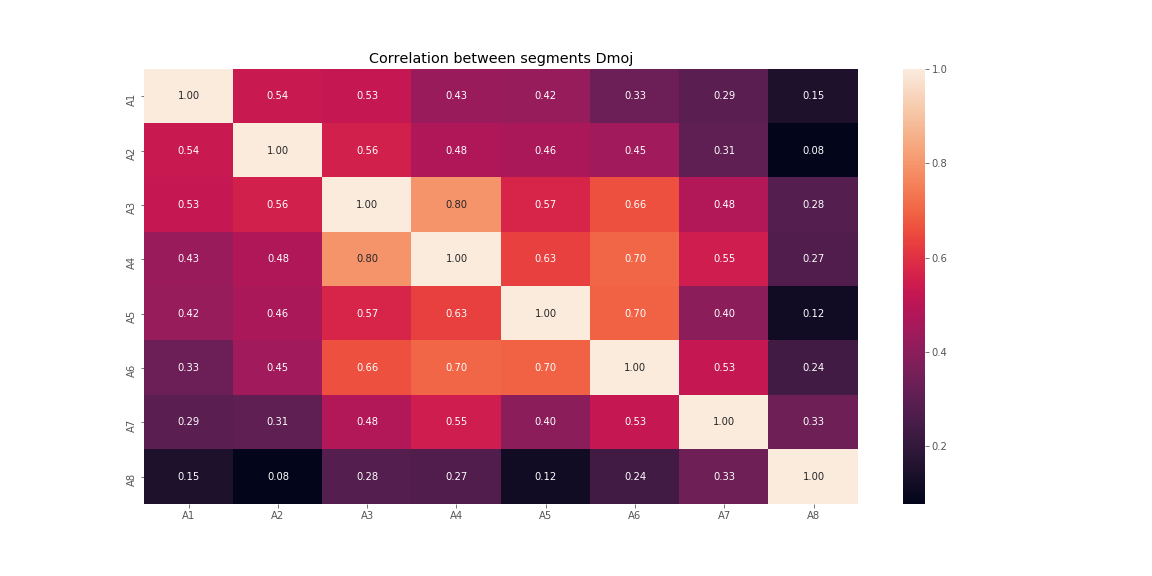 Correlation between segments Dmoj
A1 1.00 0.54 0.53 0.43 0.42 0.33 0.29 0.15
A2 0.54 1.00 0.56 0.48 0.46 0.45 0.31 0.08
A3 0.53 0.56 1.00 0.80 0.57 0.66 0.48 0.28
A4 0.43 0.48 0.80 1.00 0.63 0.70 0.55 0.27
A5 0.42 0.46 0.57 0.63 1.00 0.70 0.40 0.12
A6 0.33 0.45 0.66 0.70 0.70 1.00 0.53 0.24
A7 0.29 0.31 0.48 0.55 0.40 0.53 1.00 0.33
A8 0.15 0.08 0.28 0.27 0.12 0.24 0.33 1.00
A1 A2 A3 A4 A5 A6 A7 A8
1.0
0.8
0.6
0.4
0.2